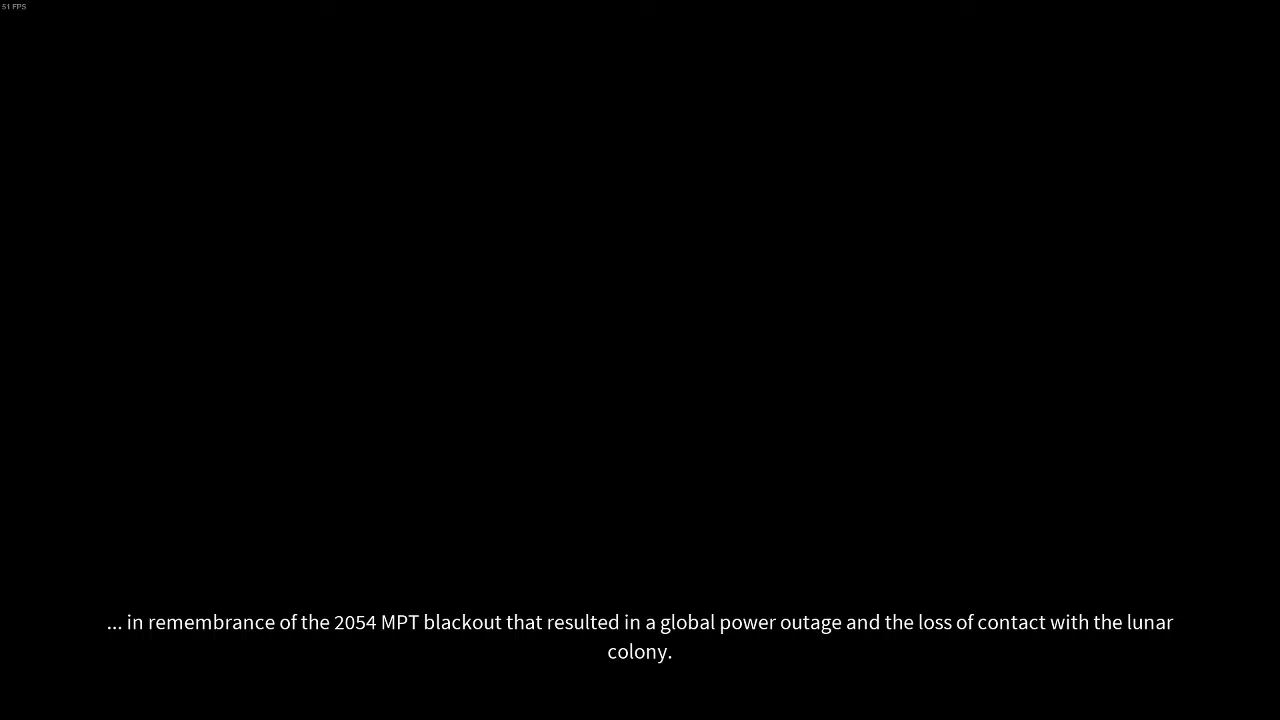 51 FPS
... in remembrance of the 2054 MPT blackout that resulted in a global power outage and the loss of contact with the lunar
colony.